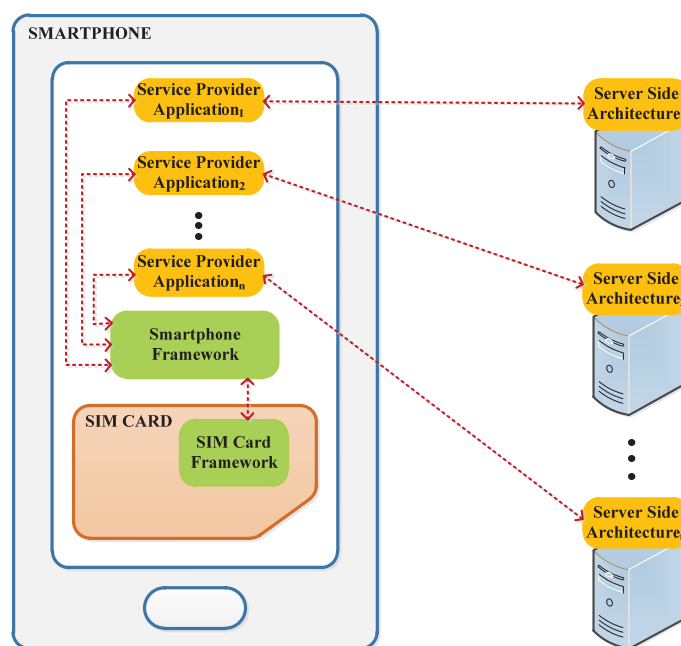 SMARTPHONE
Service Provider
Application₁
Service Provider
Application₂
Service Provider
Applicationₙ
Smartphone
Framework
SIM CARD
SIM Card
Framework
Server Side
Architecture
Server Side
Architecture
Server Side
Architecture